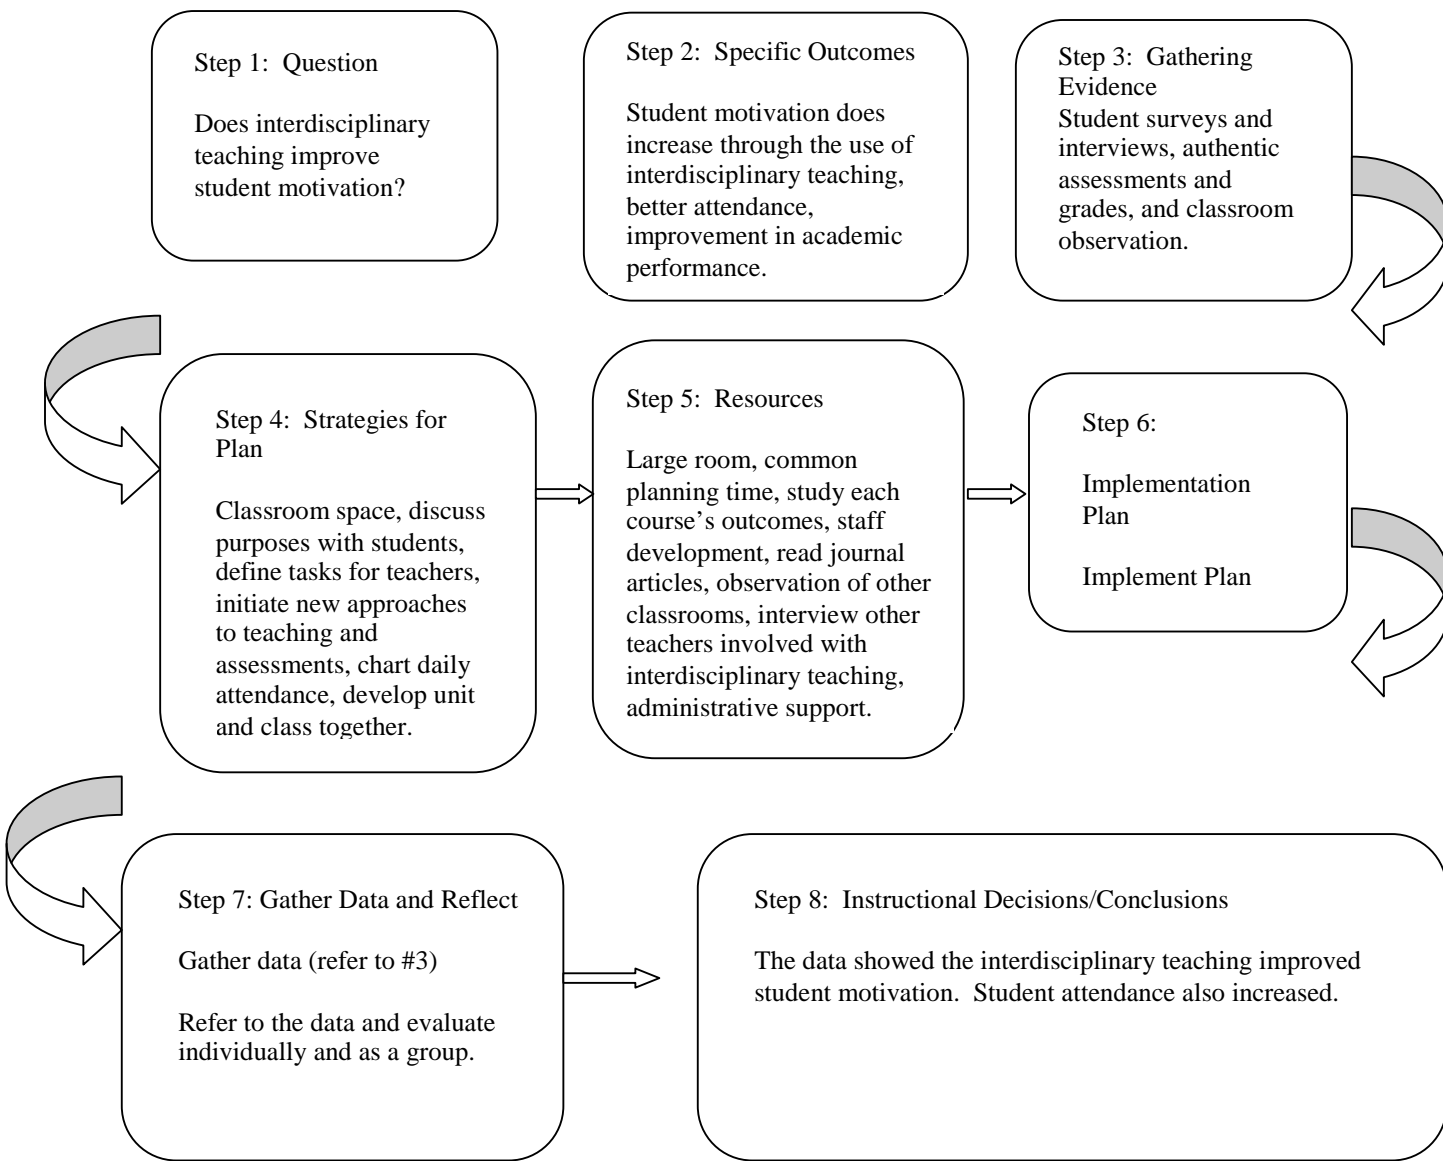 Step 1:  Question
Does interdisciplinary
teaching improve
student motivation?
Step 2:  Specific Outcomes
Student motivation does
increase through the use of
interdisciplinary teaching,
better attendance,
improvement in academic
performance.
Step 3:  Gathering
Evidence
Student surveys and
interviews, authentic
assessments and
grades, and classroom
observation.
Step 4:  Strategies for
Plan
Classroom space, discuss
purposes with students,
define tasks for teachers,
initiate new approaches
to teaching and
assessments, chart daily
attendance, develop unit
and class together.
Step 5:  Resources
Large room, common
planning time, study each
course’s outcomes, staff
development, read journal
articles, observation of other
classrooms, interview other
teachers involved with
interdisciplinary teaching,
administrative support.
Step 6:
Implementation
Plan
Implement Plan
Step 7: Gather Data and Reflect
Gather data (refer to #3)
Refer to the data and evaluate
individually and as a group.
Step 8:  Instructional Decisions/Conclusions
The data showed the interdisciplinary teaching improved
student motivation.  Student attendance also increased.